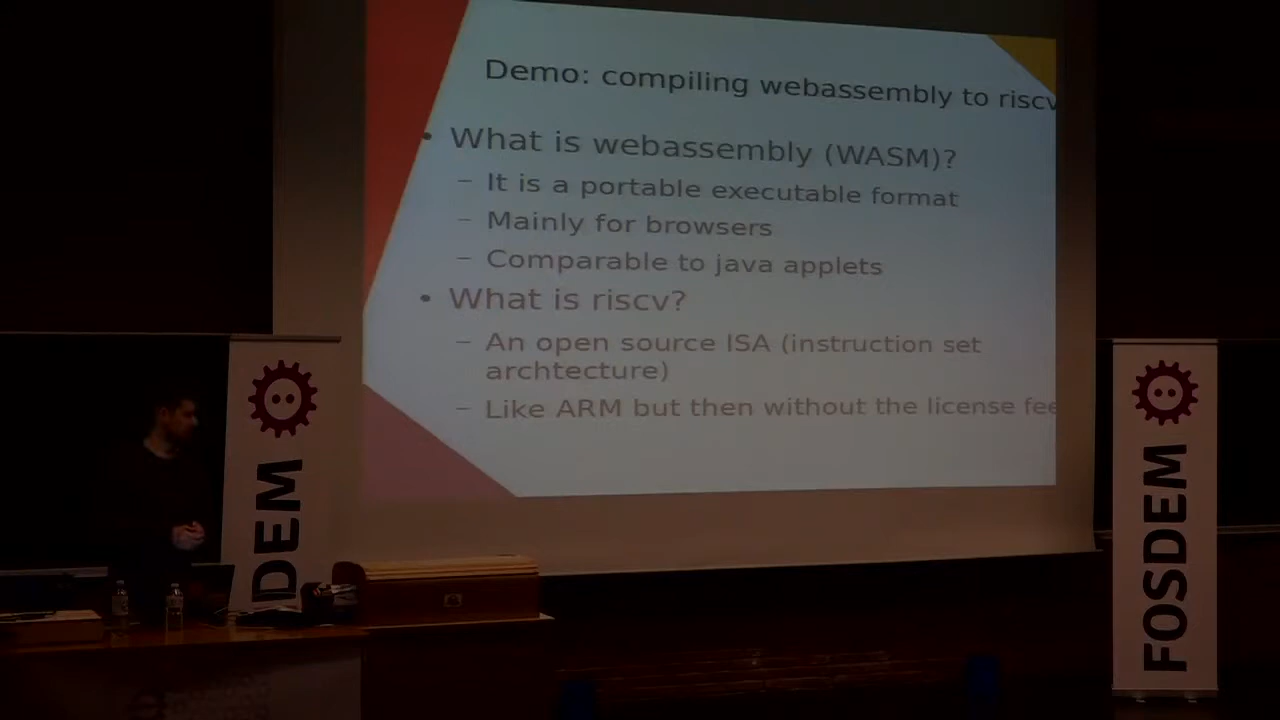 Demo: compiling webassembly to riscv
• What is webassembly (WASM)?
– It is a portable executable format
– Mainly for browsers
– Comparable to java applets
• What is riscv?
– An open source ISA (instruction set
archtecture)
– Like ARM but then without the license fee
DEM
FOSDEM